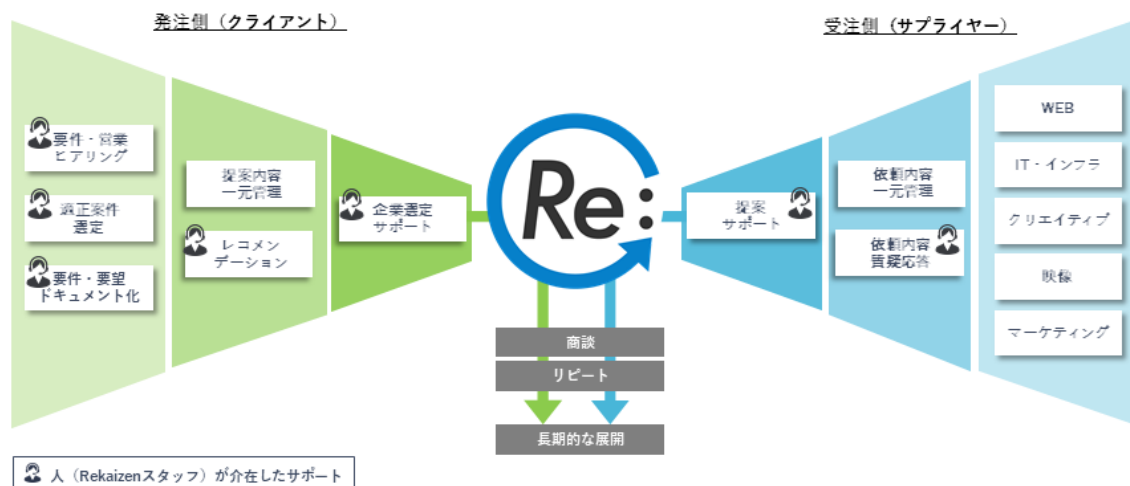 発注側（クライアント）
受注側（サプライヤー）
要件・営業
ヒアリング
適正案件
選定
要件・要望
ドキュメント化
提案内容
一元管理
レコメン
デーション
企業選定
サポート
Re:
提案
サポート
依頼内容
一元管理
依頼内容
質疑応答
WEB
IT・インフラ
クリエイティブ
映像
マーケティング
商談
リピート
長期的な展開
人（Rekaizenスタッフ）が介在したサポート